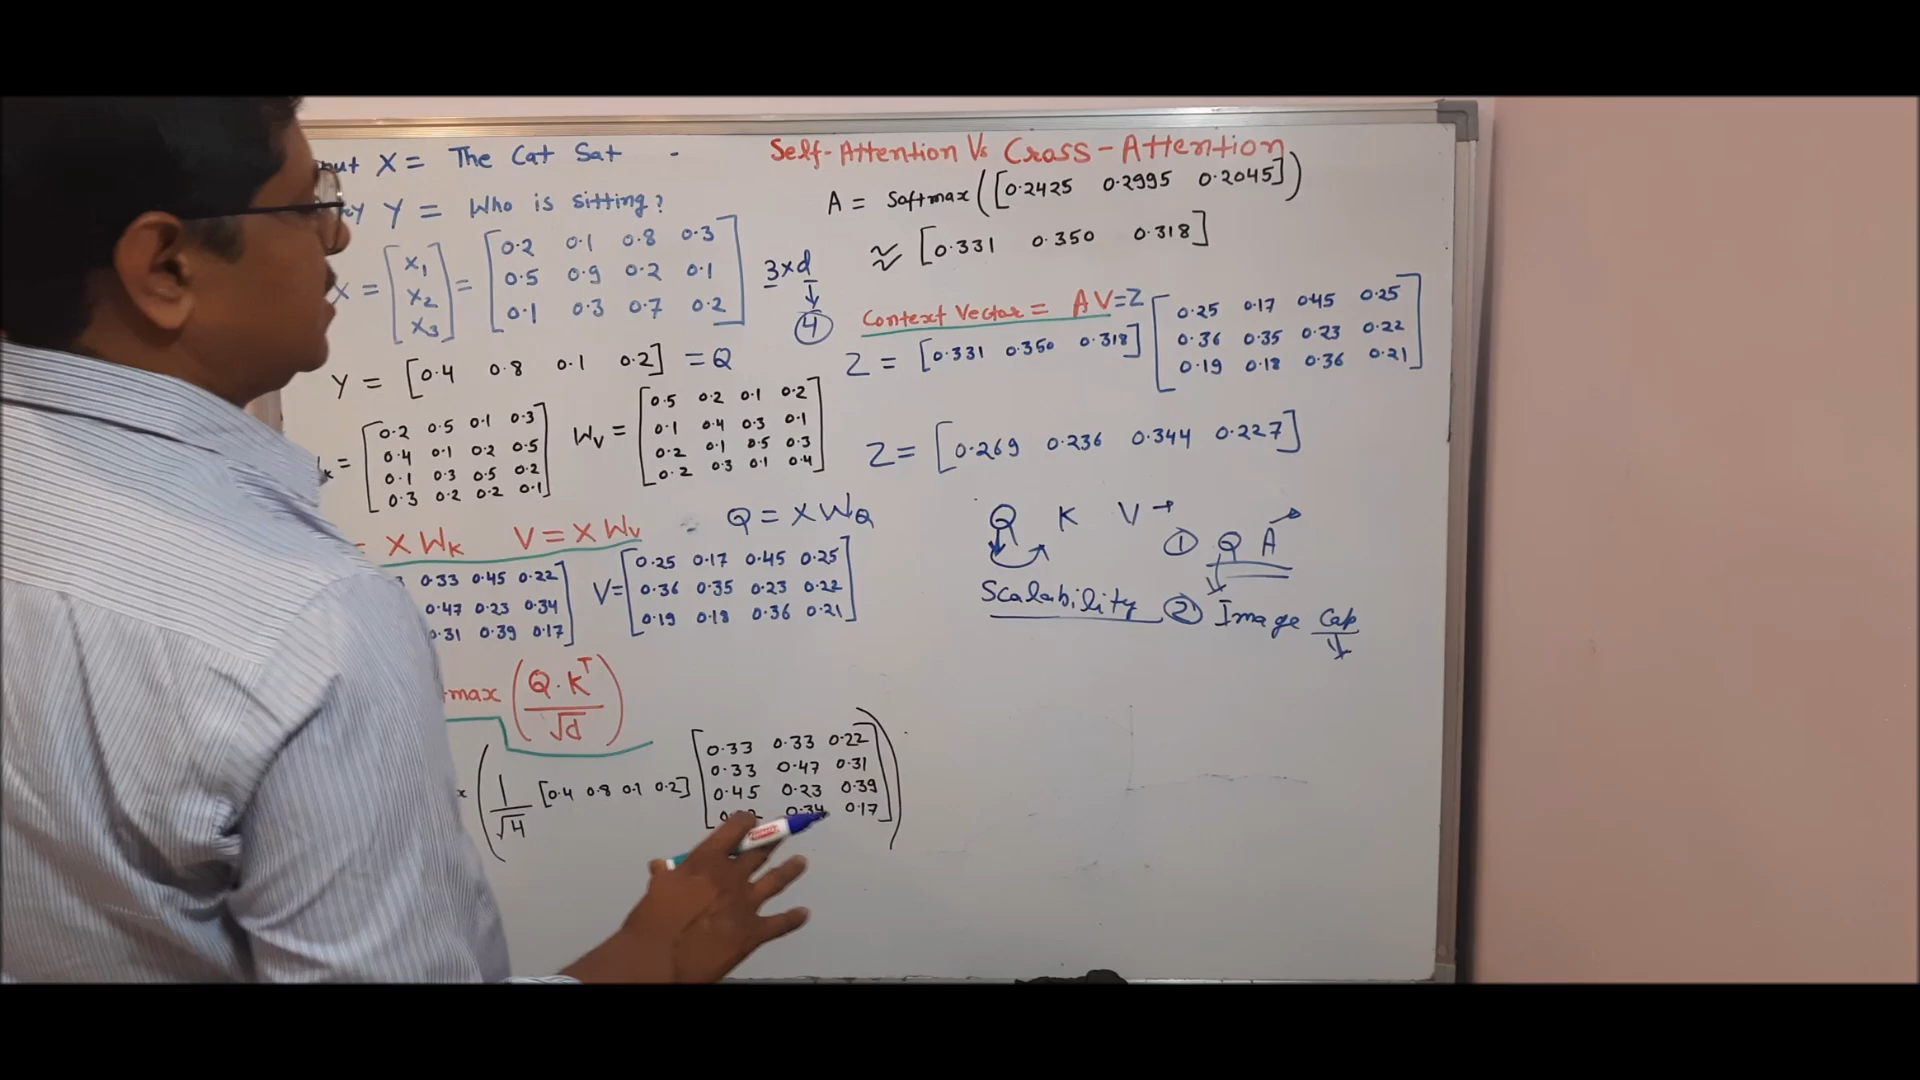 put X = The Cat Sat -
Self-Attention Vs Cross-Attention
Y = Who is sitting?
A = Softmax ([0.2425 0.2995 0.2045])
≈ [0.331 0.350 0.318]
X = [x1 x2 x3] =
0.2 0.1 0.8 0.3
0.5 0.9 0.2 0.1
0.1 0.3 0.7 0.2
3×d
4
Context Vector = AV=Z
Z = [0.331 0.350 0.318]
0.25 0.17 0.45 0.25
0.36 0.35 0.23 0.22
0.19 0.18 0.36 0.21
Y = [0.4 0.8 0.1 0.2] = Q
k =
0.2 0.5 0.1 0.3
0.4 0.1 0.2 0.5
0.1 0.3 0.5 0.2
0.3 0.2 0.2 0.1
WV =
0.5 0.2 0.1 0.2
0.1 0.4 0.3 0.1
0.2 0.1 0.5 0.3
0.2 0.3 0.1 0.4
Z = [0.269 0.236 0.344 0.227]
= XWK V = XWV Q = XWQ
0.33 0.45 0.22
0.47 0.23 0.34
0.31 0.39 0.17
V =
0.25 0.17 0.45 0.25
0.36 0.35 0.23 0.22
0.19 0.18 0.36 0.21
Q K V →
① Q A
Scalability ② Image Cap
max (Q.K^T / √d)
(1/√4 [0.4 0.8 0.1 0.2]
0.33 0.33 0.22
0.33 0.47 0.31
0.45 0.23 0.39
0.34 0.17)